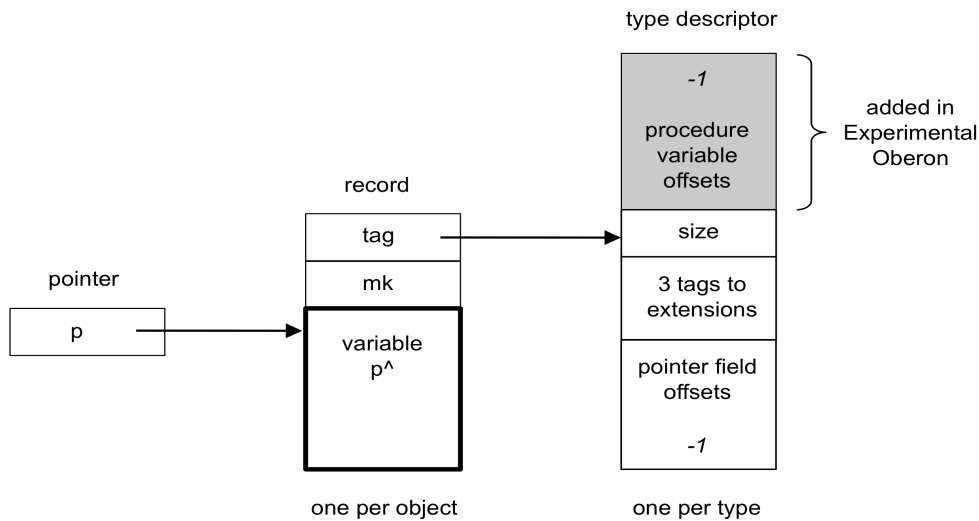 type descriptor
-1
procedure
variable
offsets
added in
Experimental
Oberon
record
tag
size
mk
3 tags to
extensions
pointer
p
variable
p^
pointer field
offsets
-1
one per object
one per type